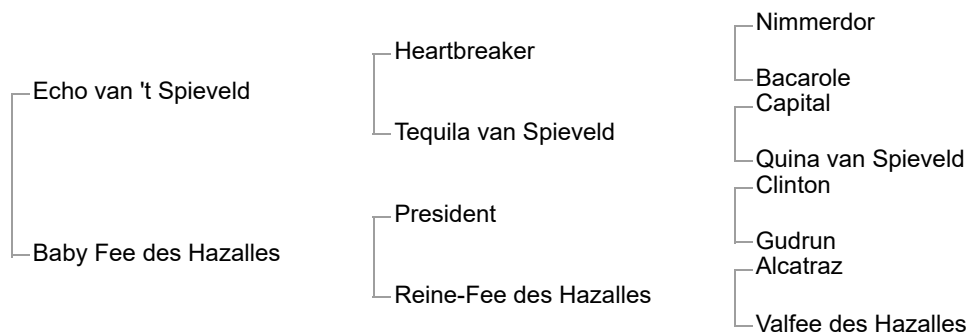 Nimmerdor
Heartbreaker
Bacarole
Echo van 't Spieveld
Capital
Tequila van Spieveld
Quina van Spieveld
Clinton
President
Gudrun
Baby Fee des Hazalles
Alcatraz
Reine-Fee des Hazalles
Valfee des Hazalles